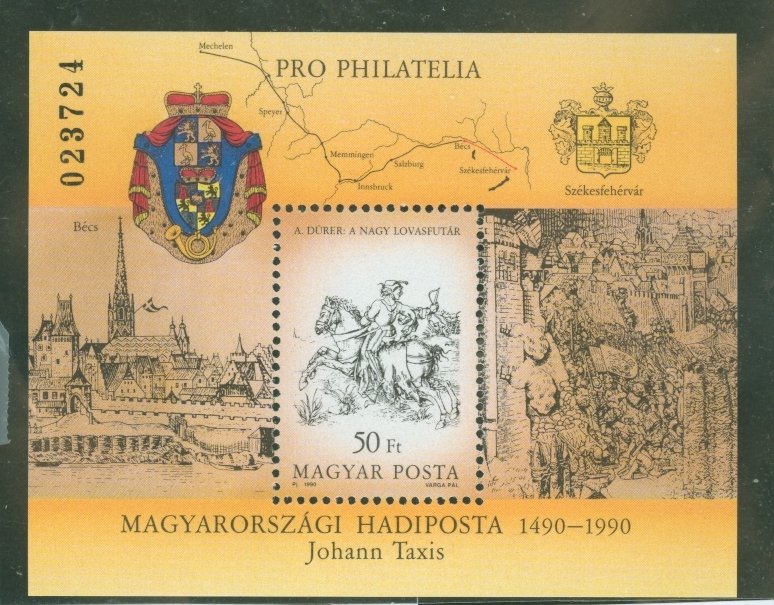 023724
PRO PHILATELIA
Mechelen
Speyer
Memmingen
Salzburg
Innsbruck
Bécs
Székesfehérvár
Székesfehérvár
Bécs
A. DÜRER: A NAGY LOVASFUTÁR
50 Ft
MAGYAR POSTA
Pj. 1990 VARGA PÁL
MAGYARORSZÁGI HADIPOSTA 1490–1990
Johann Taxis